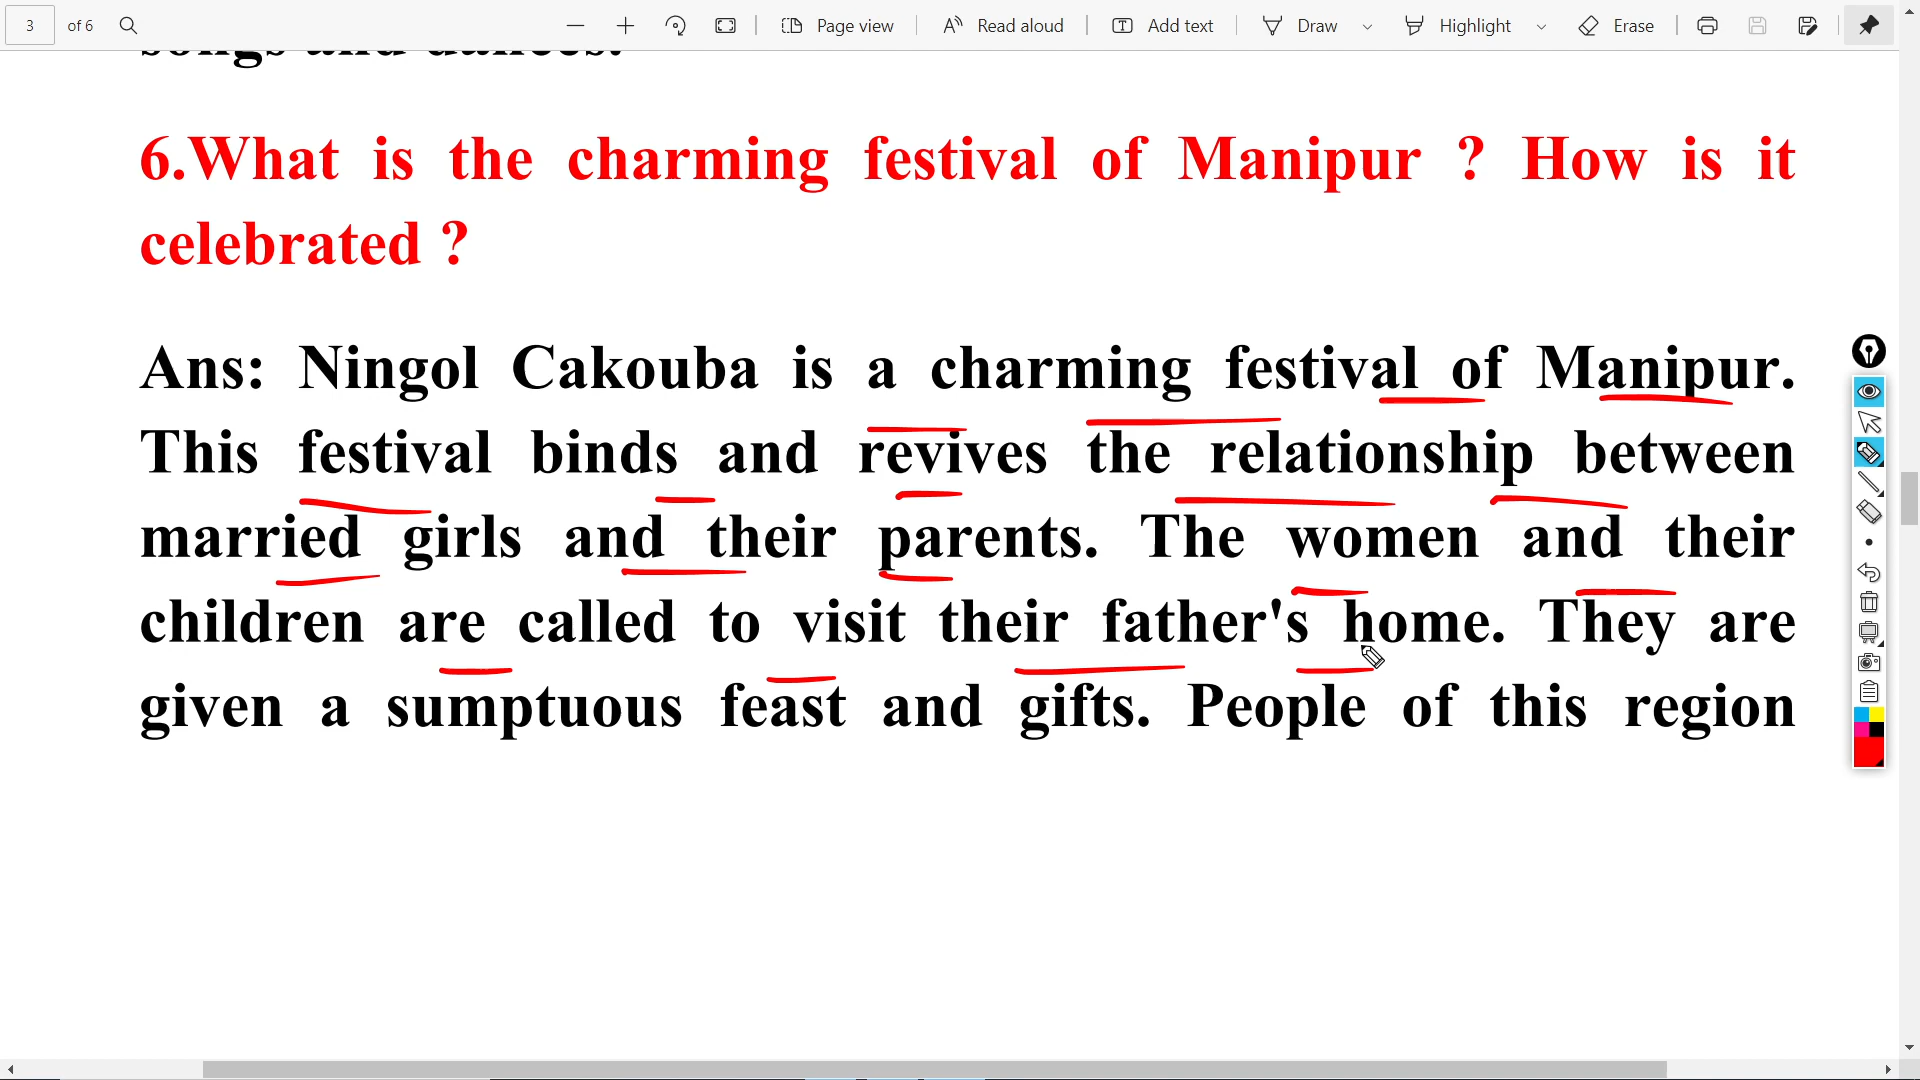 3 of 6 Page view Read aloud Add text Draw Highlight Erase
songs and dances.
6.What is the charming festival of Manipur ? How is it
celebrated ?
Ans: Ningol Cakouba is a charming festival of Manipur.
This festival binds and revives the relationship between
married girls and their parents. The women and their
children are called to visit their father's home. They are
given a sumptuous feast and gifts. People of this region